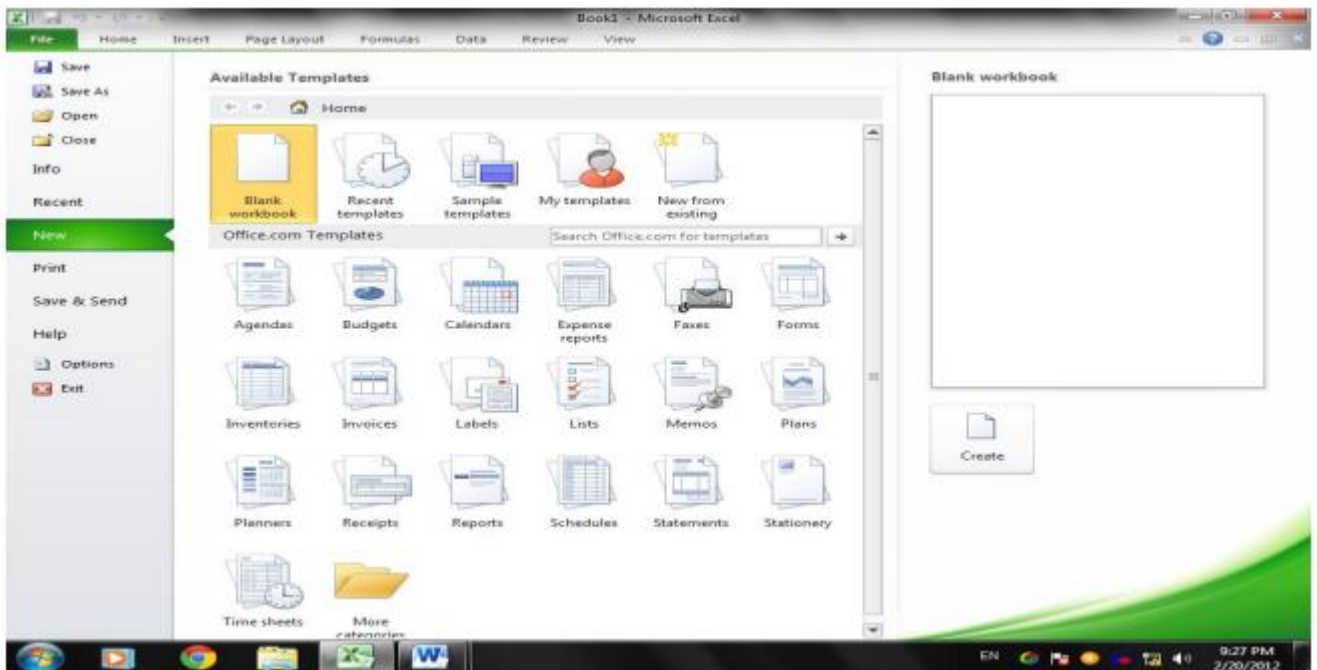 Book1 - Microsoft Excel
File Home Insert Page Layout Formulas Data Review View
Save
Save As
Open
Close
Info
Recent
New
Print
Save & Send
Help
Options
Exit
Available Templates
Home
Blank workbook
Recent templates
Sample templates
My templates
New from existing
Office.com Templates
Search Office.com for templates
Agendas
Budgets
Calendars
Expense reports
Faxes
Forms
Inventories
Invoices
Labels
Lists
Memos
Plans
Planners
Receipts
Reports
Schedules
Statements
Stationery
Time sheets
More categories
Blank workbook
Create
EN
9:27 PM
2/20/2012